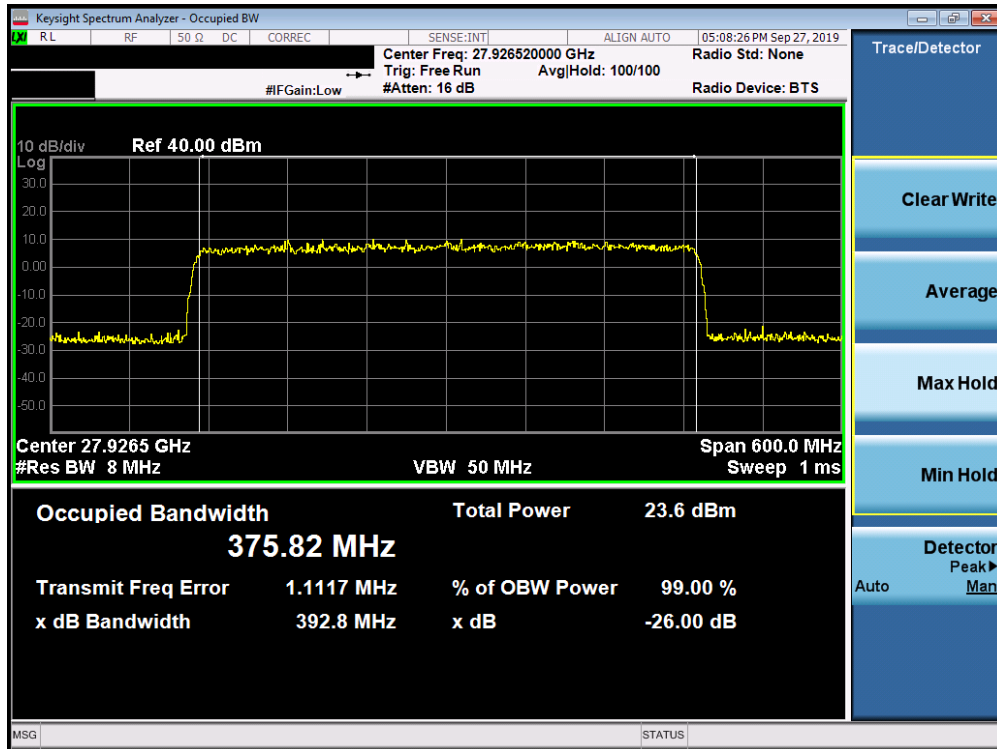 Keysight Spectrum Analyzer - Occupied BW
LXI RL RF 50 Ω DC CORREC SENSE:INT ALIGN AUTO 05:08:26 PM Sep 27, 2019
Center Freq: 27.926520000 GHz Radio Std: None
Trig: Free Run Avg|Hold: 100/100
#IFGain:Low #Atten: 16 dB Radio Device: BTS
10 dB/div Ref 40.00 dBm
Log
30.0
20.0
10.0
0.00
-10.0
-20.0
-30.0
-40.0
-50.0
Center 27.9265 GHz Span 600.0 MHz
#Res BW 8 MHz VBW 50 MHz Sweep 1 ms
Occupied Bandwidth Total Power 23.6 dBm
375.82 MHz
Transmit Freq Error 1.1117 MHz % of OBW Power 99.00 %
x dB Bandwidth 392.8 MHz x dB -26.00 dB
MSG STATUS
Trace/Detector
Clear Write
Average
Max Hold
Min Hold
Detector
Peak▶
Auto Man